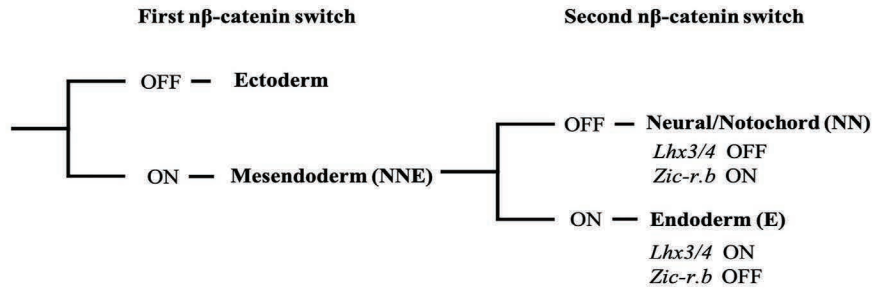 First nβ-catenin switch
Second nβ-catenin switch
OFF
Ectoderm
ON
Mesendoderm (NNE)
OFF
Neural/Notochord (NN)
Lhx3/4 OFF
Zic-r.b ON
ON
Endoderm (E)
Lhx3/4 ON
Zic-r.b OFF